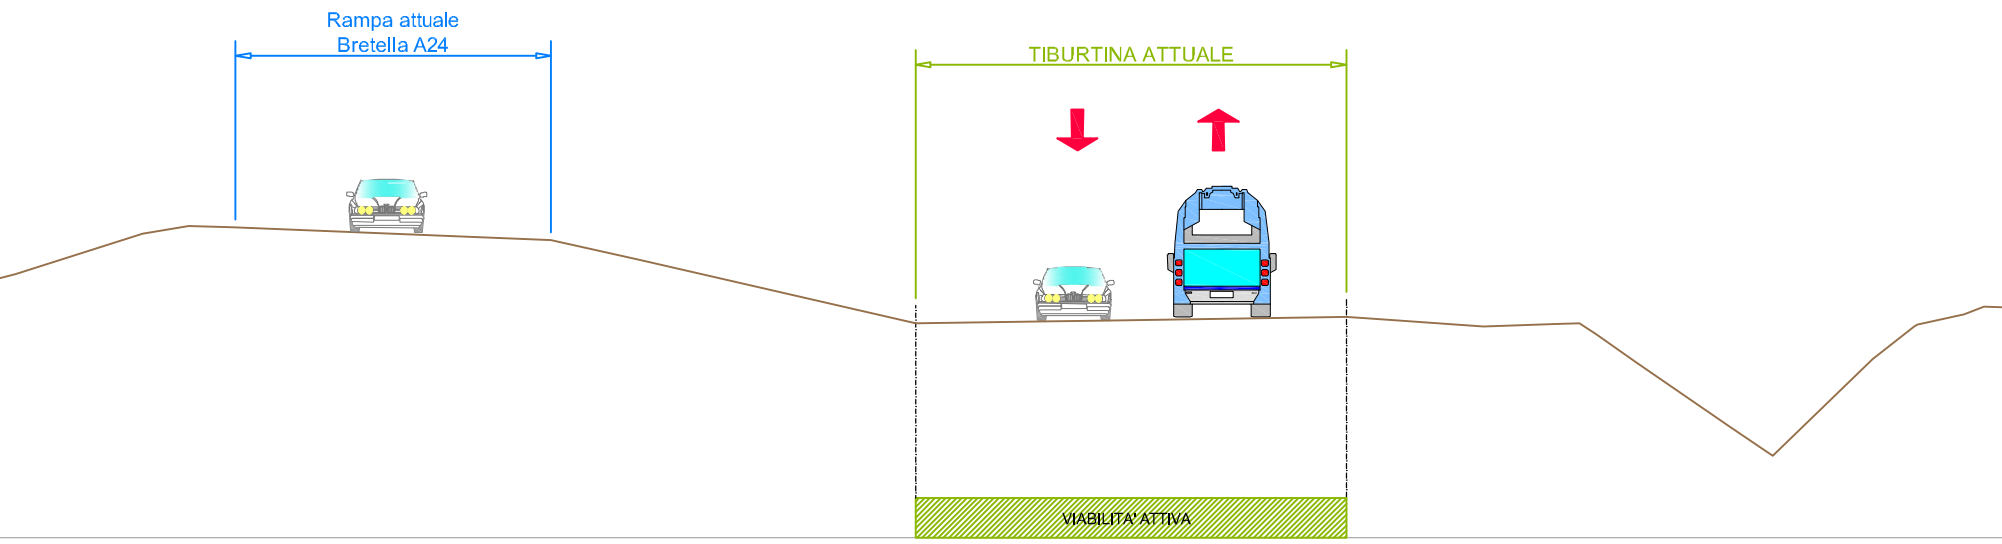 Rampa attuale
Bretella A24
TIBURTINA ATTUALE
VIABILITA' ATTIVA